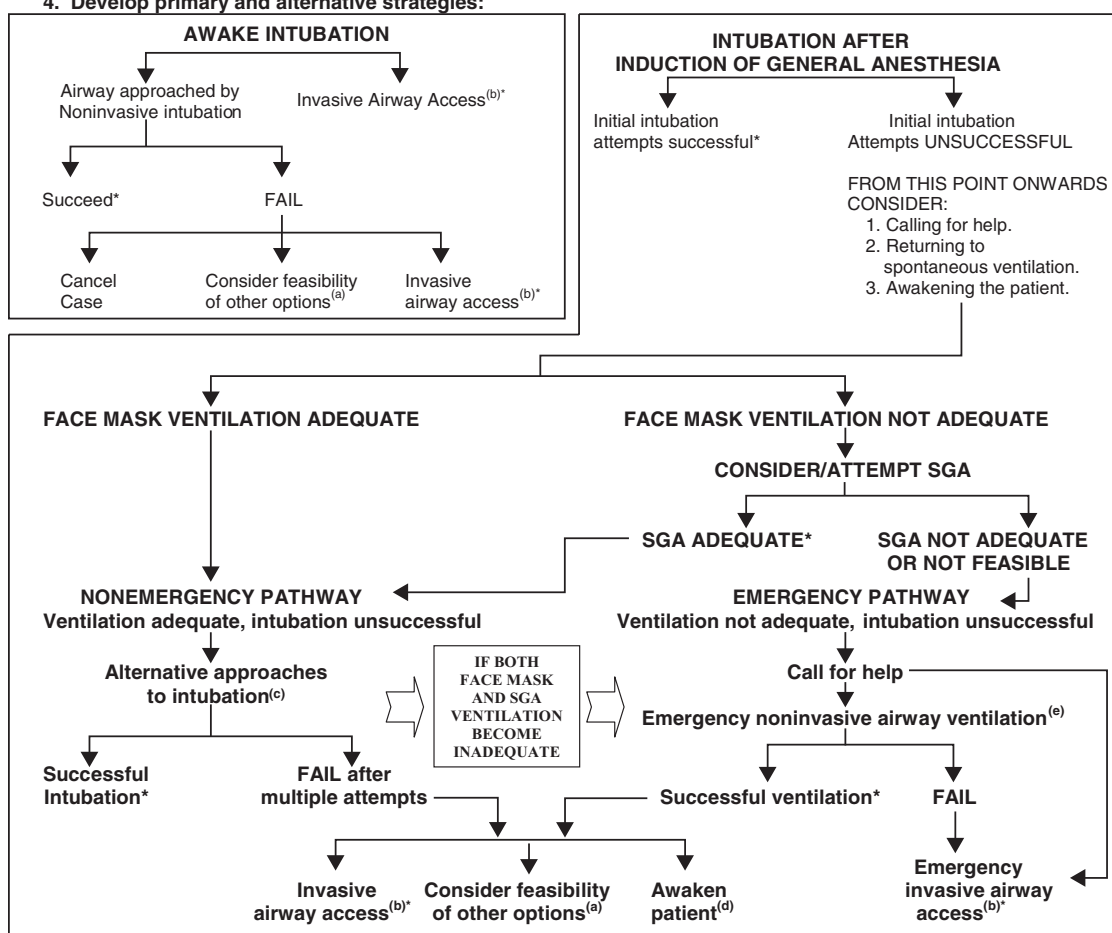 4. Develop primary and alternative strategies:
AWAKE INTUBATION
Airway approached by
Noninvasive intubation
Invasive Airway Access(b)*
Succeed*
FAIL
Cancel
Case
Consider feasibility
of other options(a)
Invasive
airway access(b)*
INTUBATION AFTER
INDUCTION OF GENERAL ANESTHESIA
Initial intubation
attempts successful*
Initial intubation
Attempts UNSUCCESSFUL
FROM THIS POINT ONWARDS
CONSIDER:
1. Calling for help.
2. Returning to
spontaneous ventilation.
3. Awakening the patient.
FACE MASK VENTILATION ADEQUATE
FACE MASK VENTILATION NOT ADEQUATE
CONSIDER/ATTEMPT SGA
SGA ADEQUATE*
SGA NOT ADEQUATE
OR NOT FEASIBLE
NONEMERGENCY PATHWAY
Ventilation adequate, intubation unsuccessful
EMERGENCY PATHWAY
Ventilation not adequate, intubation unsuccessful
Alternative approaches
to intubation(c)
IF BOTH
FACE MASK
AND SGA
VENTILATION
BECOME
INADEQUATE
Call for help
Emergency noninvasive airway ventilation(e)
Successful
Intubation*
FAIL after
multiple attempts
Successful ventilation*
FAIL
Invasive
airway access(b)*
Consider feasibility
of other options(a)
Awaken
patient(d)
Emergency
invasive airway
access(b)*